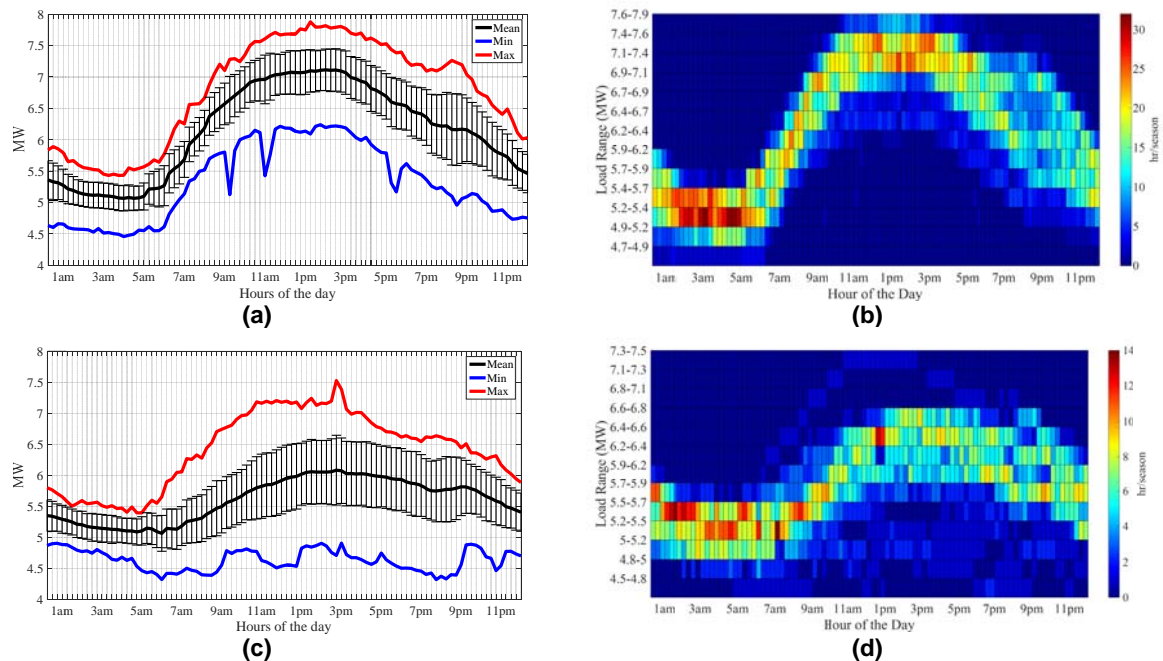 8
7.5
7
6.5
6
5.5
5
4.5
4
MW
Mean
Min
Max
1am 3am 5am 7am 9am 11am 1pm 3pm 5pm 7pm 9pm 11pm
Hours of the day
(a)
7.6-7.9
7.4-7.6
7.1-7.4
6.9-7.1
6.7-6.9
6.4-6.7
6.2-6.4
5.9-6.2
5.7-5.9
5.4-5.7
5.2-5.4
4.9-5.2
4.7-4.9
Load Range (MW)
1am 3am 5am 7am 9am 11am 1pm 3pm 5pm 7pm 9pm 11pm
Hour of the Day
30
25
20
15
10
5
0
hr/season
(b)
8
7.5
7
6.5
6
5.5
5
4.5
4
MW
Mean
Min
Max
1am 3am 5am 7am 9am 11am 1pm 3pm 5pm 7pm 9pm 11pm
Hours of the day
(c)
7.3-7.5
7.1-7.3
6.8-7.1
6.6-6.8
6.4-6.6
6.2-6.4
5.9-6.2
5.7-5.9
5.5-5.7
5.2-5.5
5-5.2
4.8-5
4.5-4.8
Load Range (MW)
1am 3am 5am 7am 9am 11am 1pm 3pm 5pm 7pm 9pm 11pm
Hour of the Day
14
12
10
8
6
4
2
0
hr/season
(d)